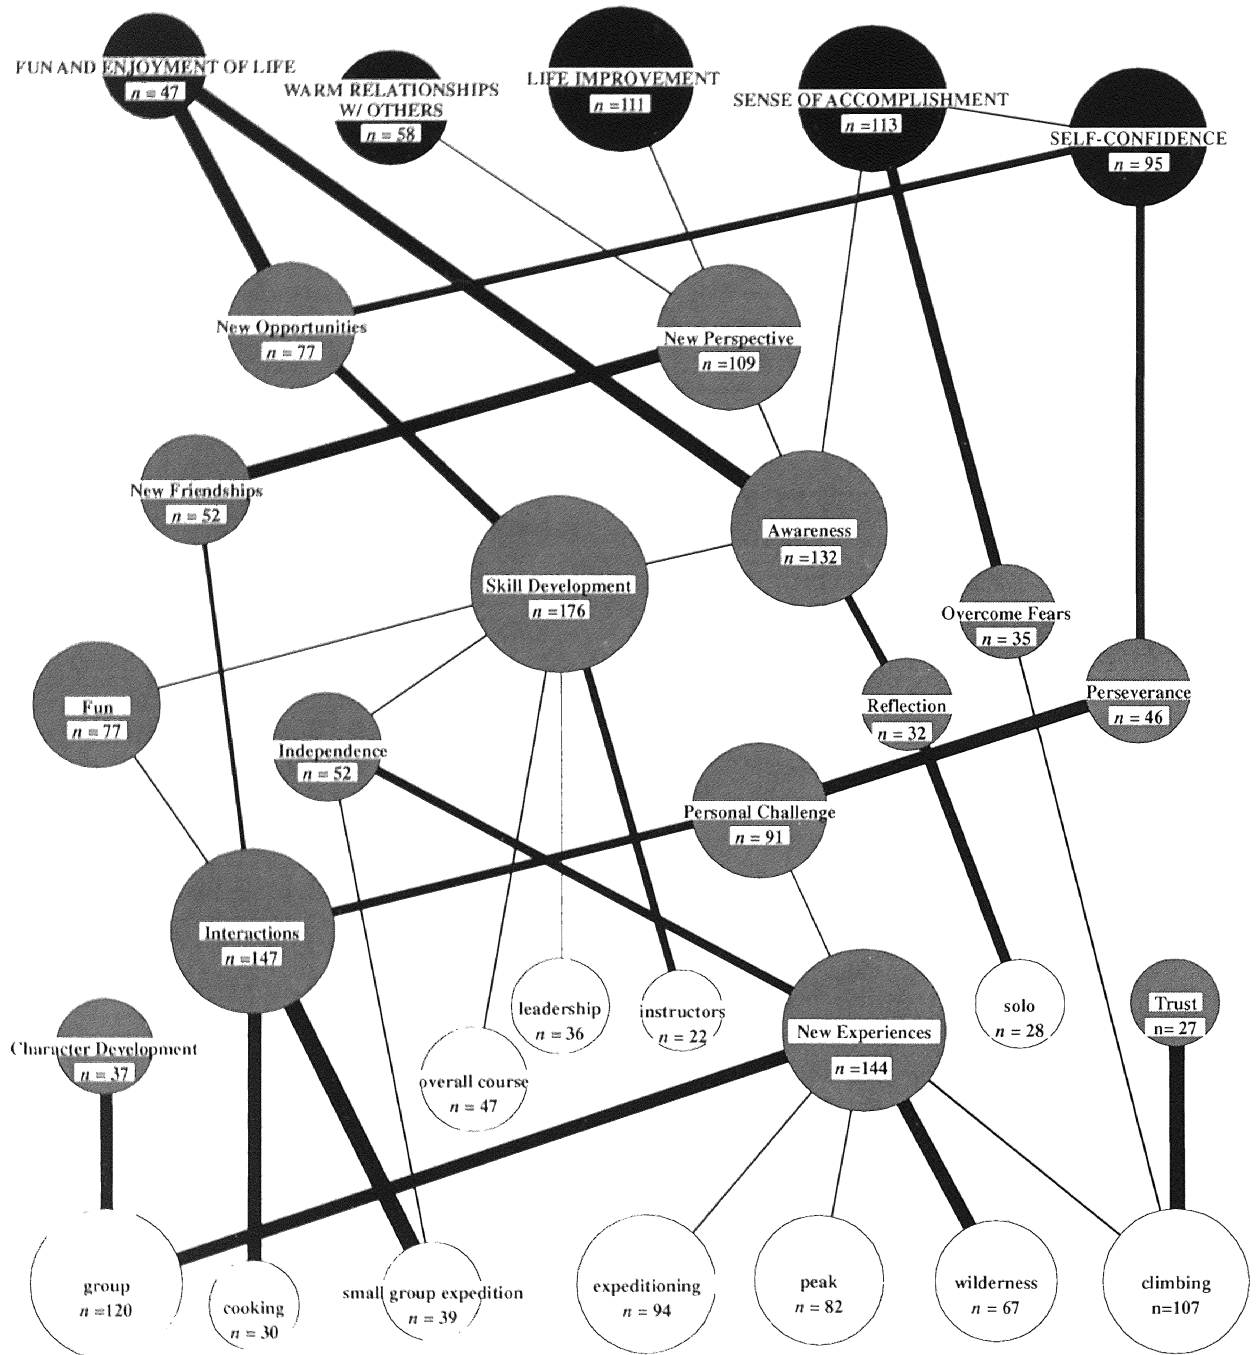 FUN AND ENJOYMENT OF LIFE
n = 47
WARM RELATIONSHIPS
W/ OTHERS
n = 58
LIFE IMPROVEMENT
n =111
SENSE OF ACCOMPLISHMENT
n =113
SELF-CONFIDENCE
n = 95
New Opportunities
n = 77
New Perspective
n =109
New Friendships
n = 52
Awareness
n =132
Skill Development
n =176
Overcome Fears
n = 35
Fun
n = 77
Independence
n = 52
Reflection
n = 32
Perseverance
n = 46
Personal Challenge
n = 91
Interactions
n =147
leadership
n = 36
instructors
n = 22
New Experiences
n =144
solo
n = 28
Trust
n= 27
Character Development
n = 37
overall course
n = 47
group
n =120
cooking
n = 30
small group expedition
n = 39
expeditioning
n = 94
peak
n = 82
wilderness
n = 67
climbing
n=107